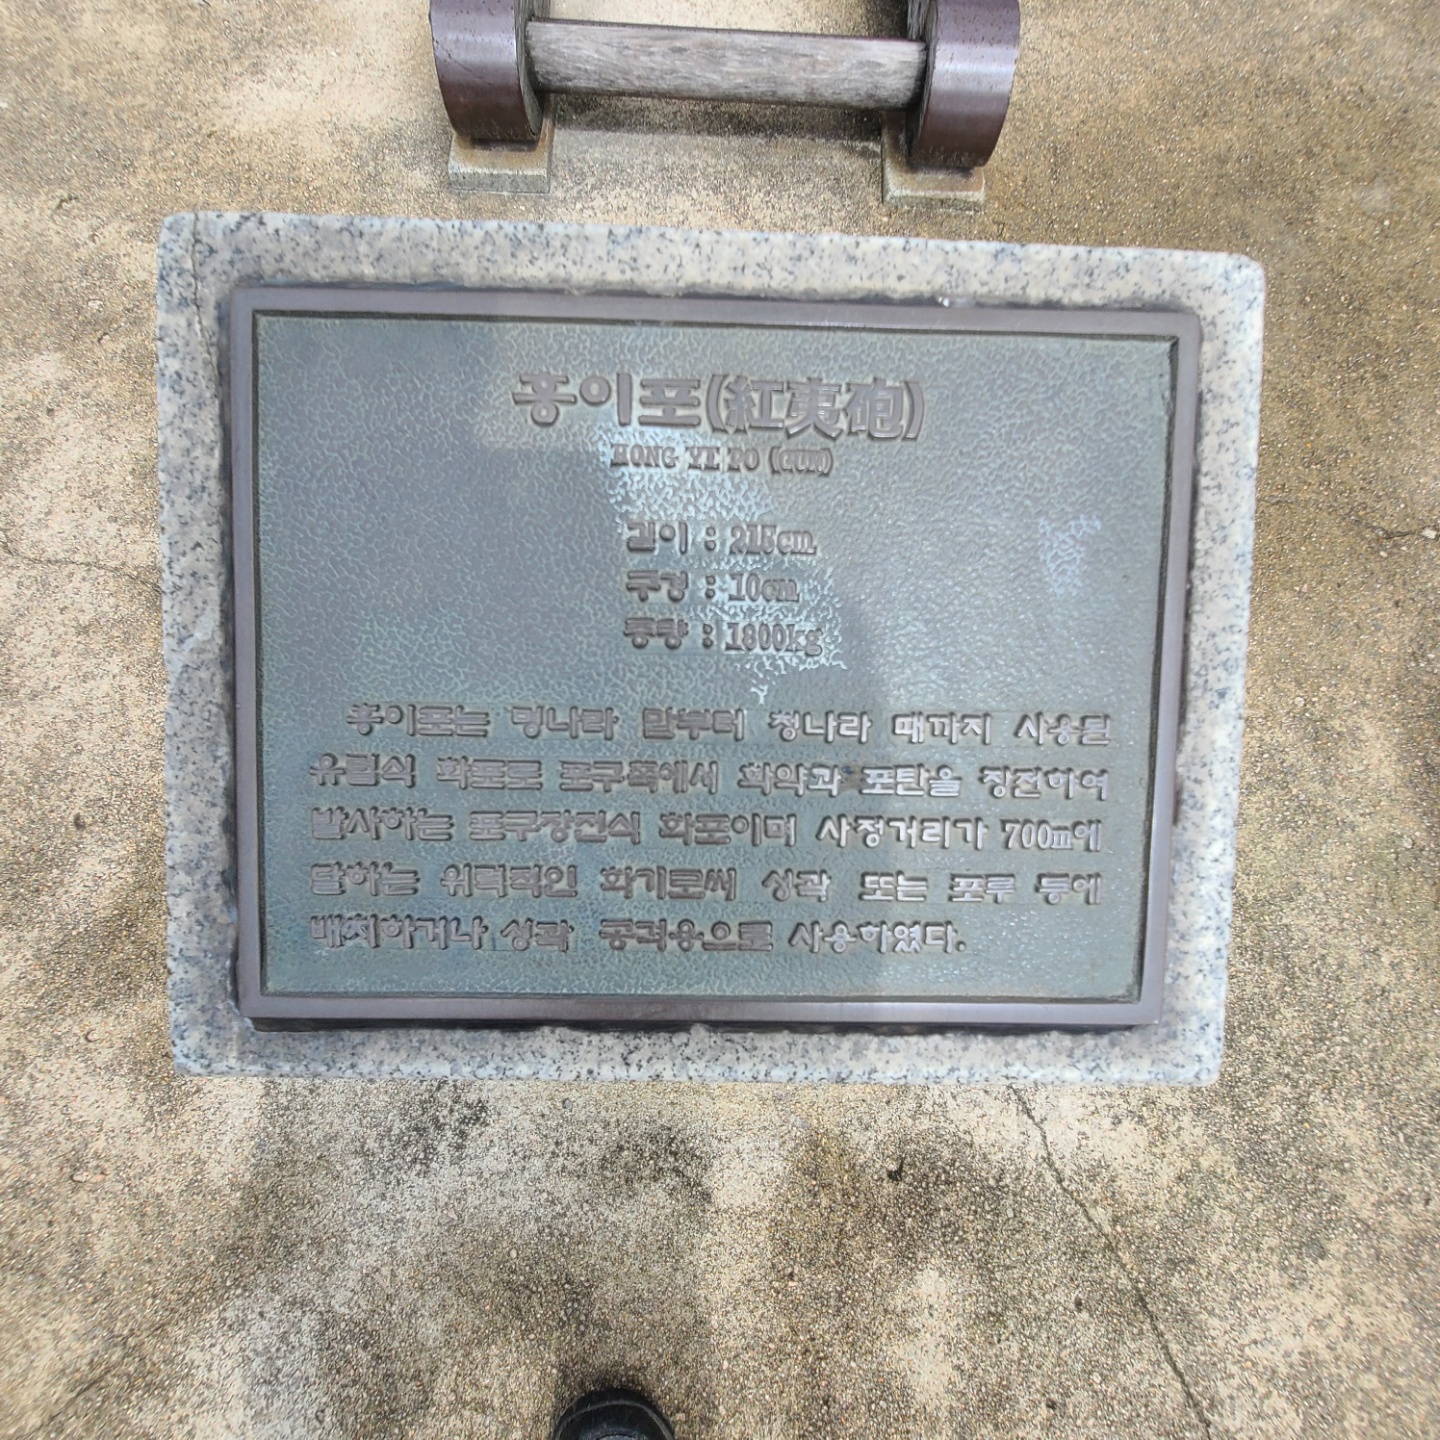 홍이포(紅夷砲)
HONG YI PO (GUN)
길이 : 215cm
구경 : 10cm
중량 : 1800kg
홍이포는 명나라 말부터 청나라 때까지 사용된
유럽식 화포로 포구쪽에서 화약과 포탄을 장전하여
발사하는 포구장전식 화포이며 사정거리가 700m에
달하는 위력적인 화기로써 성곽 또는 포루 등에
배치하거나 성곽 공격용으로 사용하였다.